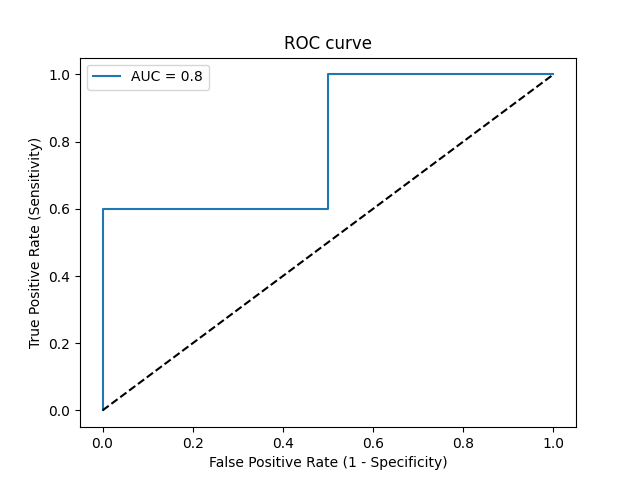 ROC curve
AUC = 0.8
True Positive Rate (Sensitivity)
1.0
0.8
0.6
0.4
0.2
0.0
0.0 0.2 0.4 0.6 0.8 1.0
False Positive Rate (1 - Specificity)